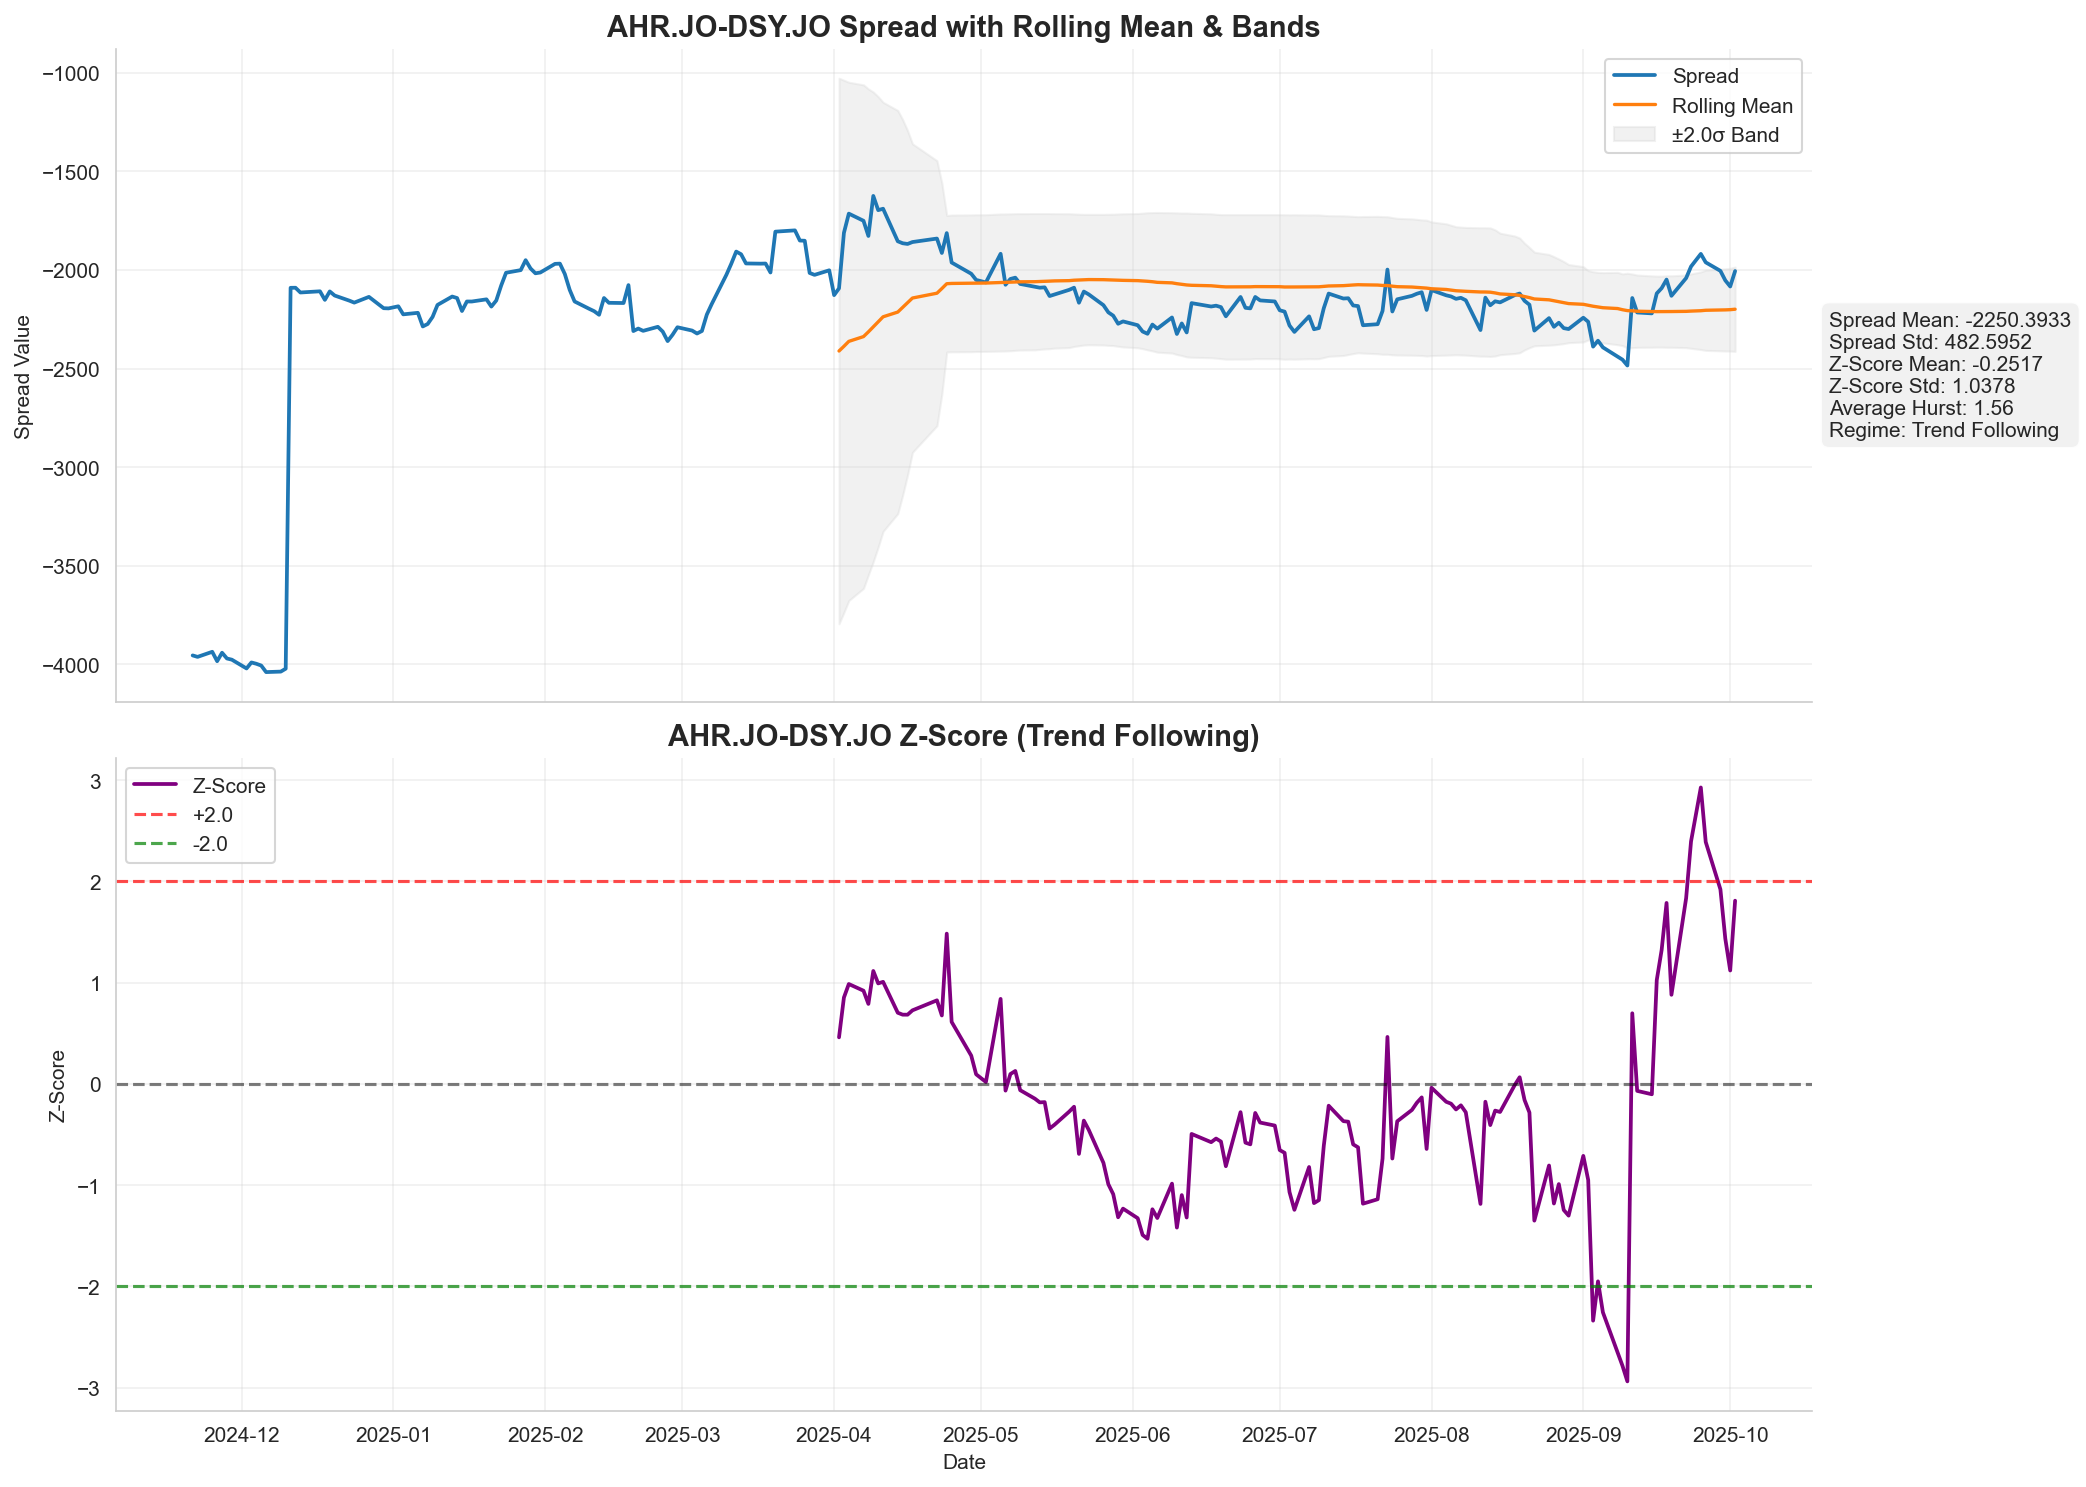 AHR.JO-DSY.JO Spread with Rolling Mean & Bands
Spread Value
−1000
−1500
−2000
−2500
−3000
−3500
−4000
Spread
Rolling Mean
±2.0σ Band
Spread Mean: -2250.3933
Spread Std: 482.5952
Z-Score Mean: -0.2517
Z-Score Std: 1.0378
Average Hurst: 1.56
Regime: Trend Following
AHR.JO-DSY.JO Z-Score (Trend Following)
Z-Score
3
2
1
0
−1
−2
−3
Z-Score
+2.0
-2.0
2024-12 2025-01 2025-02 2025-03 2025-04 2025-05 2025-06 2025-07 2025-08 2025-09 2025-10
Date